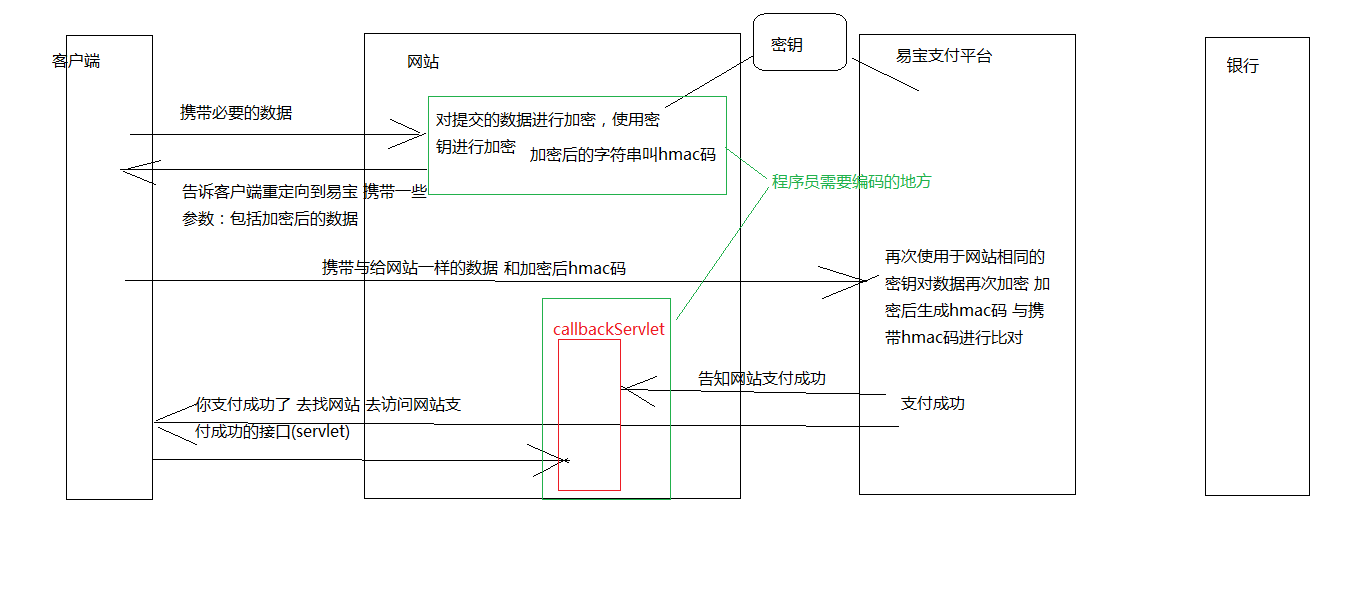 客户端
网站
密钥
易宝支付平台
银行
携带必要的数据
对提交的数据进行加密，使用密
钥进行加密
加密后的字符串叫hmac码
程序员需要编码的地方
告诉客户端重定向到易宝 携带一些
参数：包括加密后的数据
携带与给网站一样的数据 和加密后hmac码
再次使用于网站相同的
密钥对数据再次加密 加
密后生成hmac码 与携
带hmac码进行比对
callbackServlet
告知网站支付成功
支付成功
你支付成功了 去找网站 去访问网站支
付成功的接口(servlet)